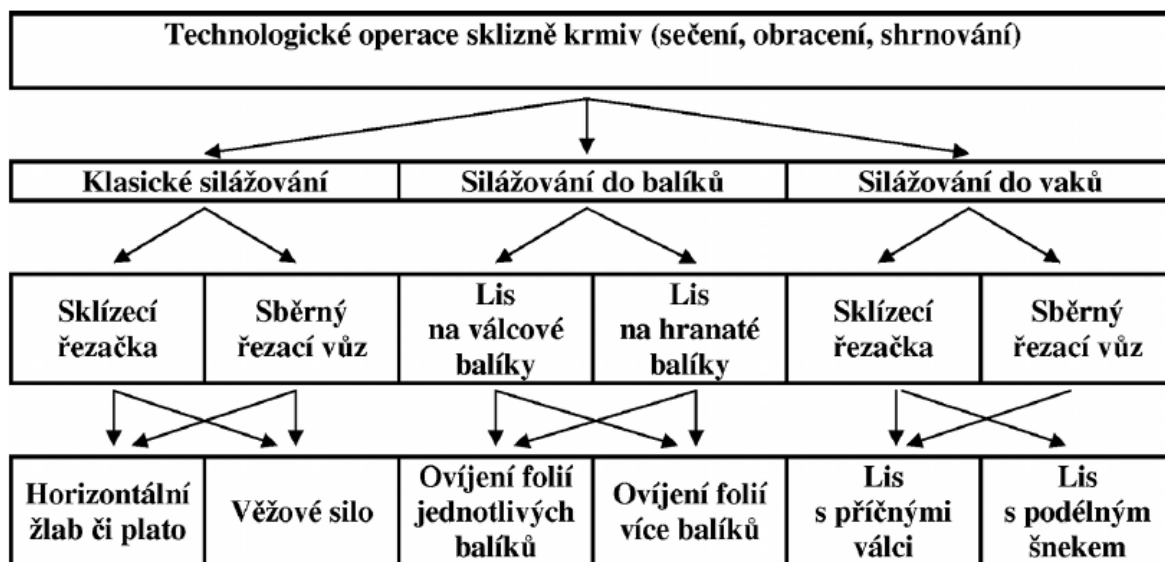 Technologické operace sklizně krmiv (sečení, obracení, shrnování)
Klasické silážování
Silážování do balíků
Silážování do vaků
Sklízecí
řezačka
Sběrný
řezací vůz
Lis
na válcové
balíky
Lis
na hranaté
balíky
Sklízecí
řezačka
Sběrný
řezací vůz
Horizontální
žlab či plato
Věžové silo
Ovíjení folií
jednotlivých
balíků
Ovíjení folií
více balíků
Lis
s příčnými
válci
Lis
s podélným
šnekem